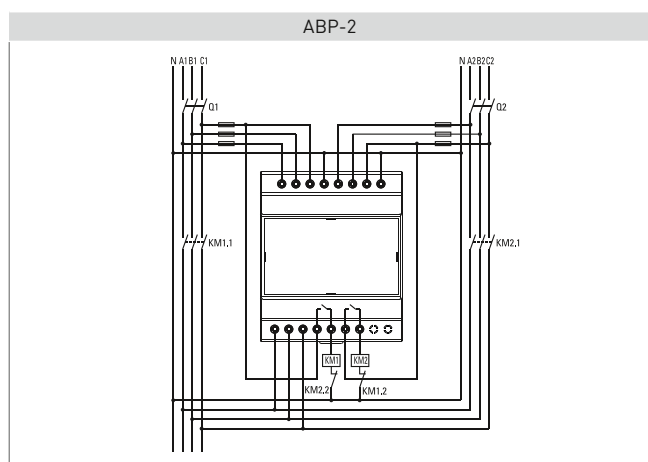 АВР-2
N A1 B1 C1
N A2 B2 C2
Q1
Q2
KM1.1
KM2.1
KM1
KM2
KM2.2
KM1.2